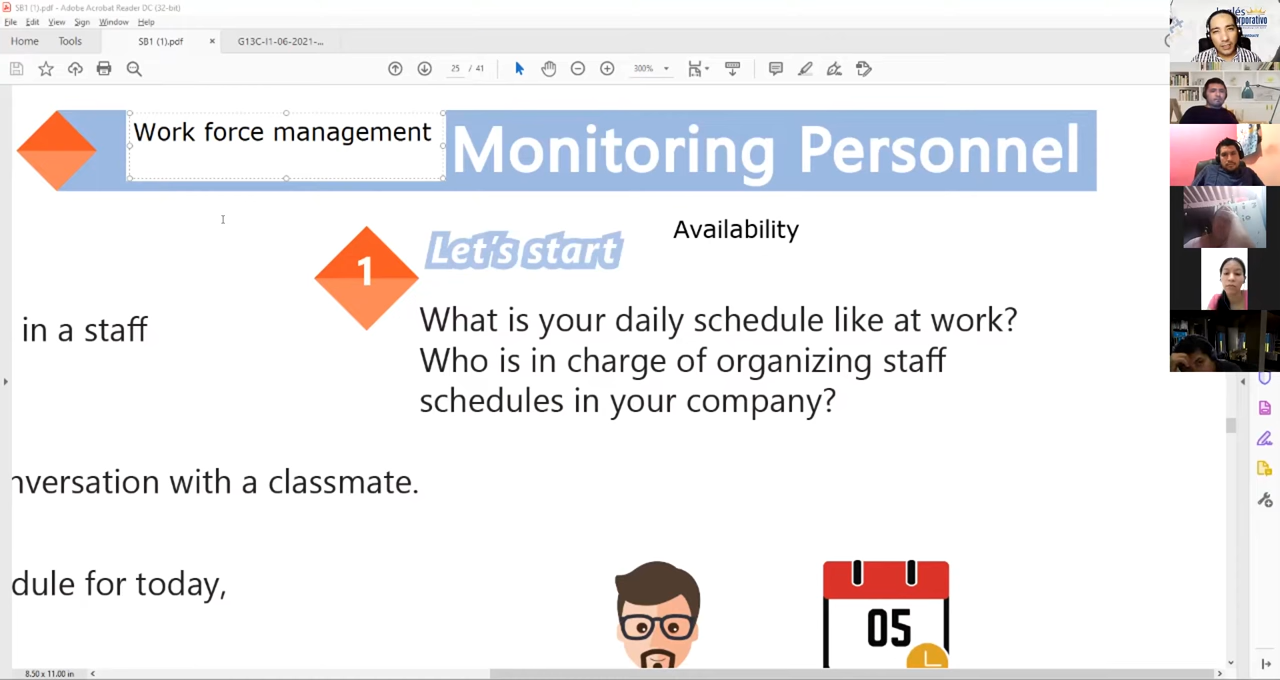 SB1 (1).pdf - Adobe Acrobat Reader DC (32-bit)
File Edit View Sign Window Help
Home Tools SB1 (1).pdf × G13C-I1-06-2021-...
25 / 41 300%
Work force management
Monitoring Personnel
1
Let's start
Availability
What is your daily schedule like at work?
Who is in charge of organizing staff
schedules in your company?
in a staff
nversation with a classmate.
dule for today,
05
8.50 x 11.00 in